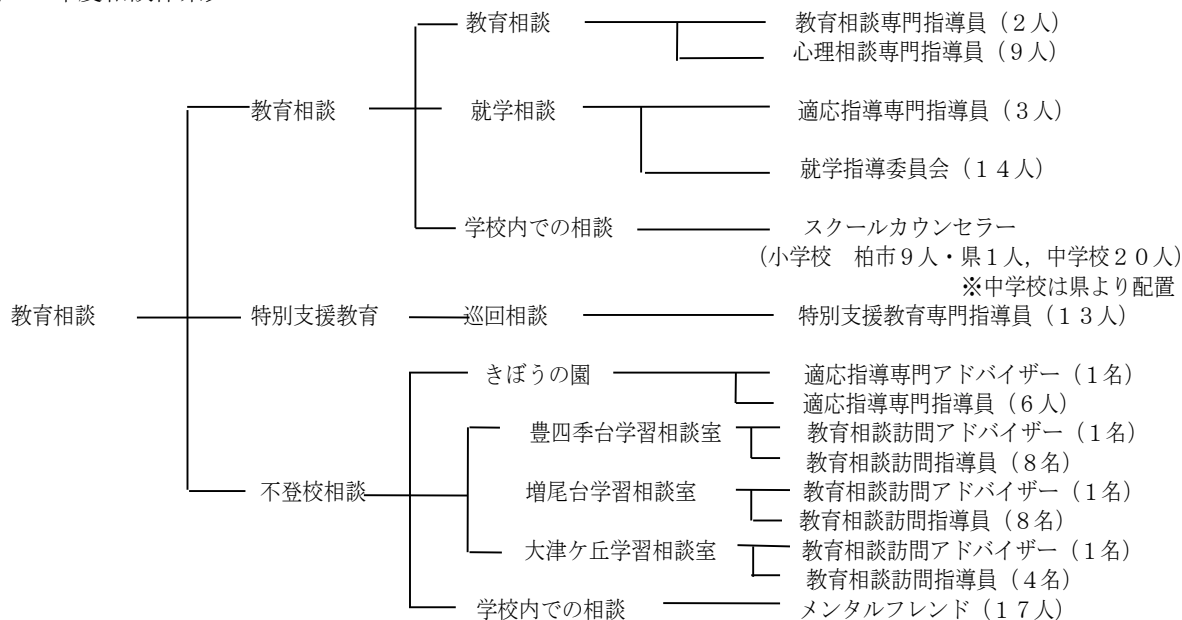 教育相談
教育相談専門指導員（２人）
心理相談専門指導員（９人）
教育相談
就学相談
適応指導専門指導員（３人）
就学指導委員会（１４人）
学校内での相談
スクールカウンセラー
（小学校　柏市９人・県１人，中学校２０人）
※中学校は県より配置
教育相談
特別支援教育
巡回相談
特別支援教育専門指導員（１３人）
きぼうの園
適応指導専門アドバイザー（１名）
適応指導専門指導員（６人）
豊四季台学習相談室
教育相談訪問アドバイザー（１名）
教育相談訪問指導員（８名）
不登校相談
増尾台学習相談室
教育相談訪問アドバイザー（１名）
教育相談訪問指導員（８名）
大津ケ丘学習相談室
教育相談訪問アドバイザー（１名）
教育相談訪問指導員（４名）
学校内での相談
メンタルフレンド（１７人）